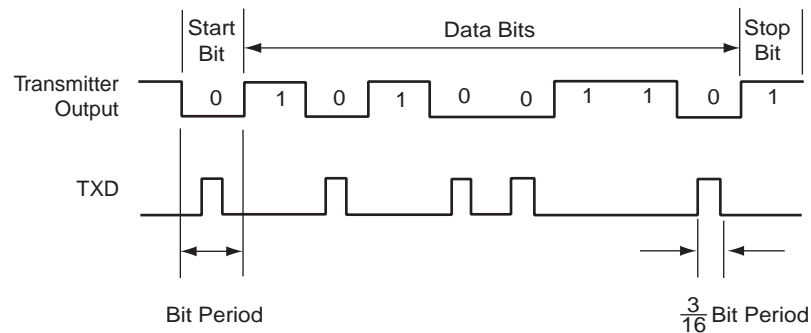 Start
Bit
Data Bits
Stop
Bit
Transmitter
Output
0 1 0 1 0 0 1 1 0 1
TXD
Bit Period
3/16 Bit Period